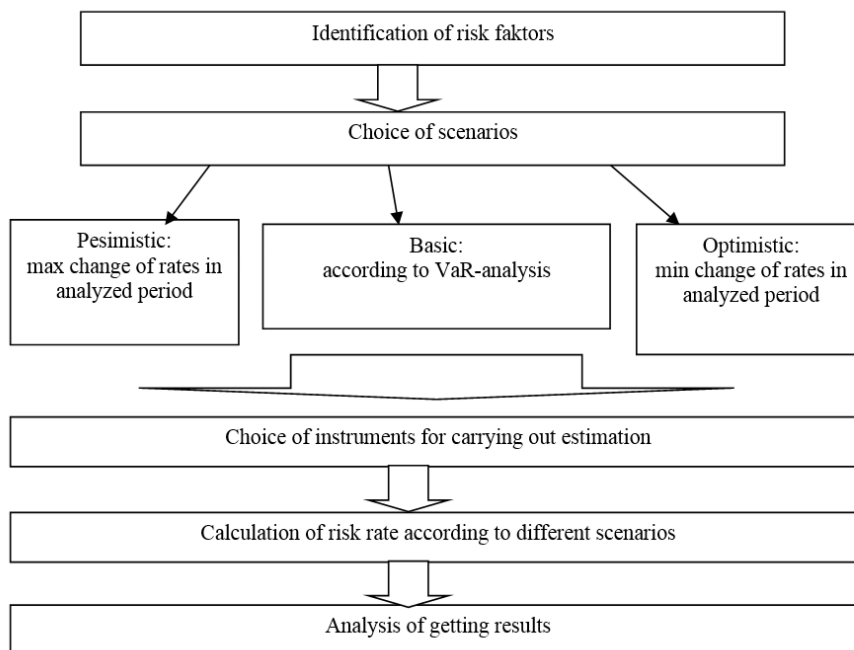 Identification of risk faktors
Choice of scenarios
Pesimistic:
max change of rates in
analyzed period
Basic:
according to VaR-analysis
Optimistic:
min change of rates in
analyzed period
Choice of instruments for carrying out estimation
Calculation of risk rate according to different scenarios
Analysis of getting results